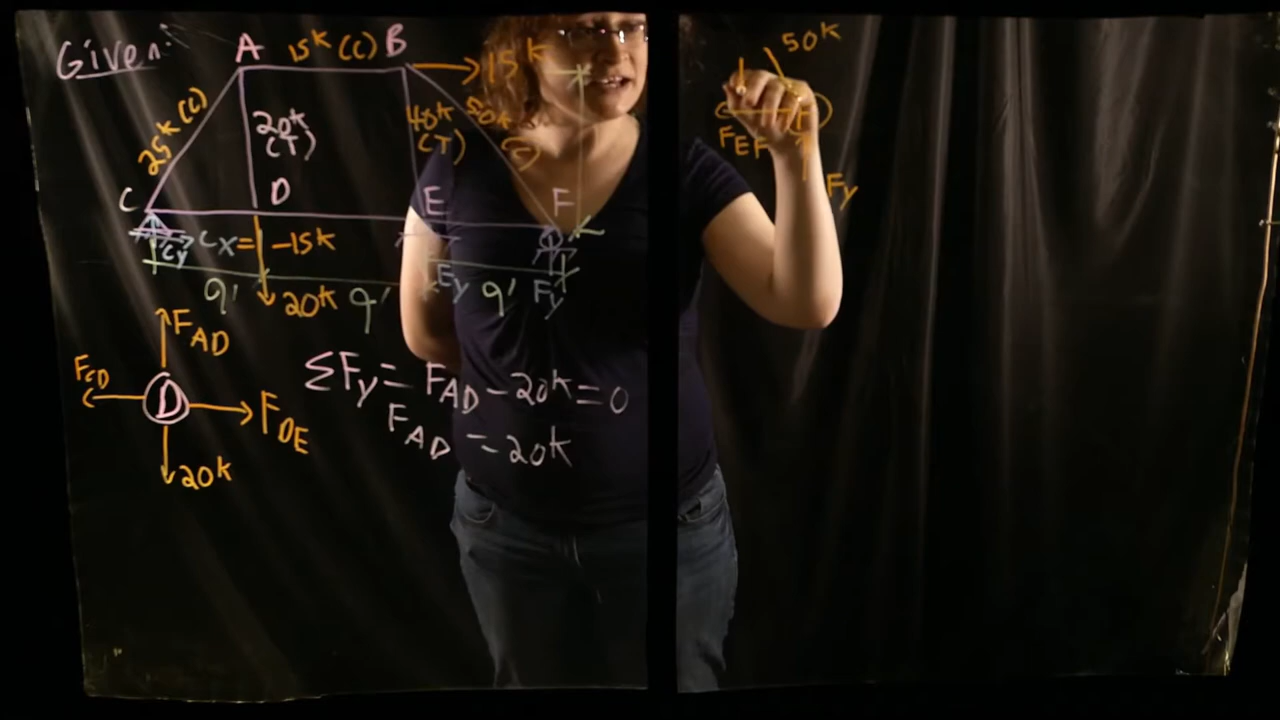 Given:
A 15k (C) B 15k
25k (C)
20k (T)
40k (T)
50k
C D E F
Cy Cx = -15k
20k
Ey Fy
9' 9' 9'
FAD
FCD D FDE
20k
ΣFy = FAD - 20k = 0
FAD = 20k
50k
FEF
Fy